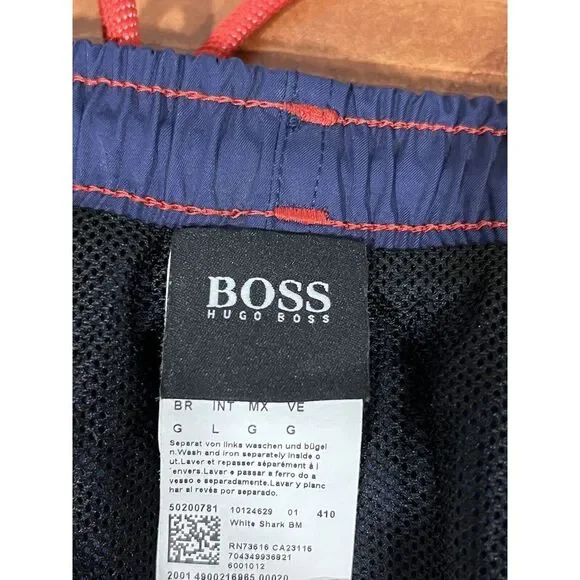 BOSS
HUGO BOSS
BR INT MX VE
G L G G
Separat von links waschen und bügel
n.Wash and iron separately inside o
ut.Laver et repasser séparément à l
'envers.Lavar e passar a ferro do a
vesso e separadamente.Lavar y planc
har al revés por separado.
50200781 10124629 01 410
White Shark BM
RN73616 CA23115
704349936821
6001012
2001 4900216965 00020